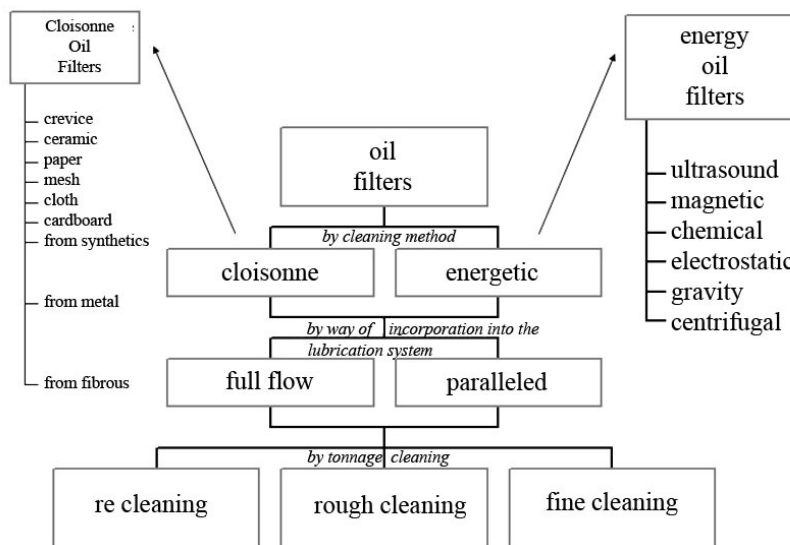 Cloisonne
Oil
Filters
crevice
ceramic
paper
mesh
cloth
cardboard
from synthetics
from metal
from fibrous
energy
oil
filters
ultrasound
magnetic
chemical
electrostatic
gravity
centrifugal
oil
filters
by cleaning method
cloisonne
energetic
by way of incorporation into the
lubrication system
full flow
paralleled
by tonnage cleaning
re cleaning
rough cleaning
fine cleaning